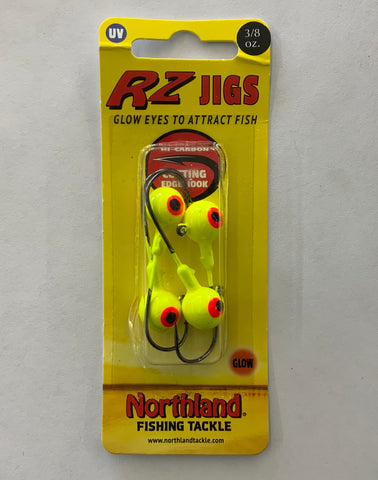 UV
3/8
oz.
RZ JIGS
GLOW EYES TO ATTRACT FISH
HI-CARBON
CUTTING
EDGE HOOK
GLOW
Northland®
FISHING TACKLE
www.northlandtackle.com